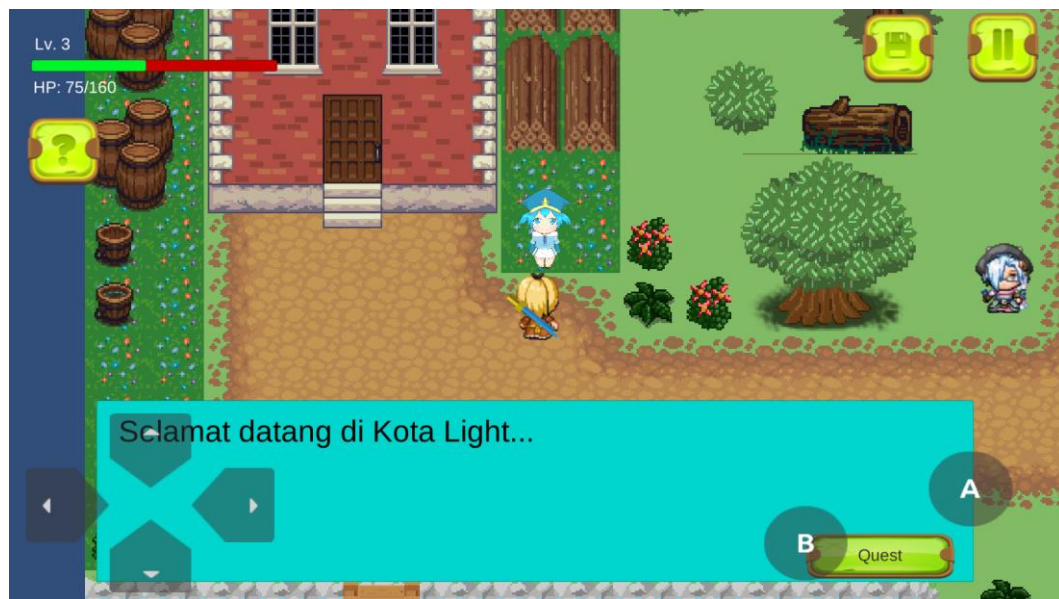 Lv. 3
HP: 75/160
?
Selamat datang di Kota Light...
A
B
Quest